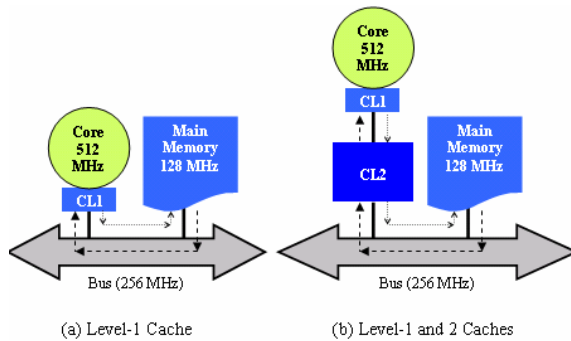 Core
512
MHz
CL1
Main
Memory
128 MHz
Bus (256 MHz)
(a) Level-1 Cache
Core
512
MHz
CL1
CL2
Main
Memory
128 MHz
Bus (256 MHz)
(b) Level-1 and 2 Caches